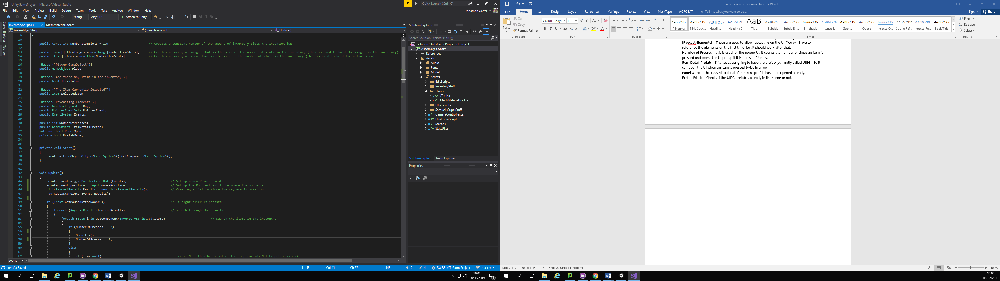 UnityGameProject - Microsoft Visual Studio
Quick Launch (Ctrl+Q)
File Edit View Project Build Debug Team Tools Test Analyze Window Help
Jonathan Carter
Debug Any CPU Attach to Unity
Server Explorer
Toolbox
InventoryScript.cs MeshMaterialTool.cs
Assembly-CSharp InventoryScript Update()
9 {
10
11 public const int NumberItemSlots = 10; // Creates a constant number of the amount of inventory slots the inventory has
12
13 public Image[] ItemImages = new Image[NumberItemSlots]; // Creates an array of images that is the size of the number of slots in the inventory (this is used to hold the images in the inventory)
14 public Item[] items = new Item[NumberItemSlots]; // Creates an array of items that is the size of the number of slots in the inventory (this is used to hold the actual item)
15
16 [Header("Player GameObject")]
17 public GameObject Player;
18
19 [Header("Are there any items in the inventory")]
20 public bool ItemsInInv;
21
22 [Header("The Item Currently Selected")]
23 public Item SelectedItem;
24
25 [Header("Raycasting Elements")]
26 public GraphicRaycaster Ray;
27 public PointerEventData PointerEvent;
28 public EventSystem Events;
29
30 public int NumberOfPresses;
31 public GameObject ItemDetailPrefab;
32 internal bool PanelOpen;
33 private bool PrefabMade;
34
35
36 private void Start()
37 {
38 Events = FindObjectOfType<EventSystem>().GetComponent<EventSystem>();
39 }
40
41
42 void Update()
43 {
44 PointerEvent = new PointerEventData(Events); // Set up a new PointerEvent
45 PointerEvent.position = Input.mousePosition; // Set up the PointerEvent to be where the mouse is
46 List<RaycastResult> Results = new List<RaycastResult>(); // Creating a list to store the raycase information
47 Ray.Raycast(PointerEvent, Results);
48
49 if (Input.GetMouseButtonDown(0)) // If right click is pressed
50 {
51 foreach (RaycastResult item in Results) // search through the results
52 {
53 foreach (Item i in GetComponent<InventoryScript>().items) // search the items in the inveontry
54 {
55 if (NumberOfPresses == 2)
56 {
57 OpenItem();
58 NumberOfPresses = 0;
59 }
60 else
61 {
62 if (i == null) // if NULL then break out of the loop (avoids NullExepctionErrors)
100 %
Item(s) Saved Ln 58 Col 45 Ch 27 INS 0 4 SWEG-MT-GameProject master
Solution Explorer
Search Solution Explorer (Ctrl+;)
Solution 'UnityGameProject' (1 project)
Assembly-CSharp
References
Assets
Audio
Fonts
Models
Scripts
Ed'sScripts
InventoryStuff
JTools
JTools.cs
MeshMaterialTool.cs
OllieScripts
Samuel'sSuperStuff
CameraController.cs
HealthBarScript.cs
Stats.cs
StatsUI.cs
Solution Explorer Team Explorer
Properties
10:08
08/02/2019
1
Inventory Scripts Documentation - Word
File Home Insert Design Layout References Mailings Review View MathType ACROBAT Tell me what you want to do... Sign in Share
Paste Cut Copy Format Painter
Clipboard
Calibri (Body) 11
Font
Paragraph
AaBbCcDc AaBbCcDc AaBbCc AaBbCcD AaB AaBbCcD AaBbCcDc AaBbCcDc AaBbCcDc AaBbCcDc AaBbCcDc AaBbCcDc AaBbCcDc AaBbCcDc AaBbCcDc
¶ Normal ¶ No Spac... Heading 1 Heading 2 Title Subtitle Subtle Em... Emphasis Intense E... Strong Quote Intense Q... Subtle Ref... Intense Re... Book Title
Styles
Find Replace Select
Editing
- [Raycast Elements] – These are used to allow raycasting on the UI. You will have to
reference the elements on the first time, but it should work after that.
- Number of Presses – this is used for the popup UI, it counts the number of times an item is
pressed and opens the UI popup if it is pressed 2 times.
- Item Detail Prefab – This needs assigning to have the prefab (currently called UIBG). So it
can open the UI when an item is pressed twice in a row.
- Panel Open – This is used to check if the UIBG prefab has been opened already.
- Prefab Made – Checks if the UIBG prefab is already in the scene or not.
Page 2 of 2 300 words English (United Kingdom) 100%
10:08
08/02/2019